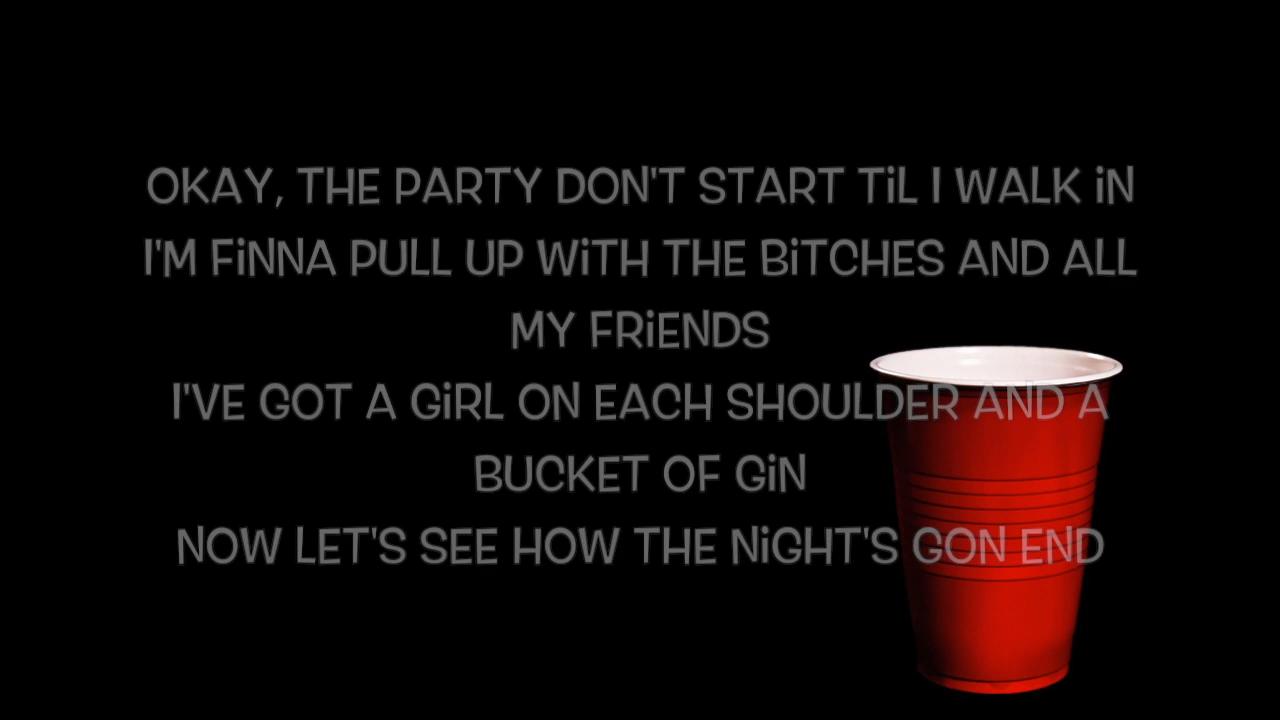 OKAY, THE PARTY DON'T START TiL I WALK iN
I'M FiNNA PULL UP WiTH THE BiTCHES AND ALL
MY FRiENDS
I'VE GOT A GiRL ON EACH SHOULDER AND A
BUCKET OF GiN
NOW LET'S SEE HOW THE NiGHT'S GON END